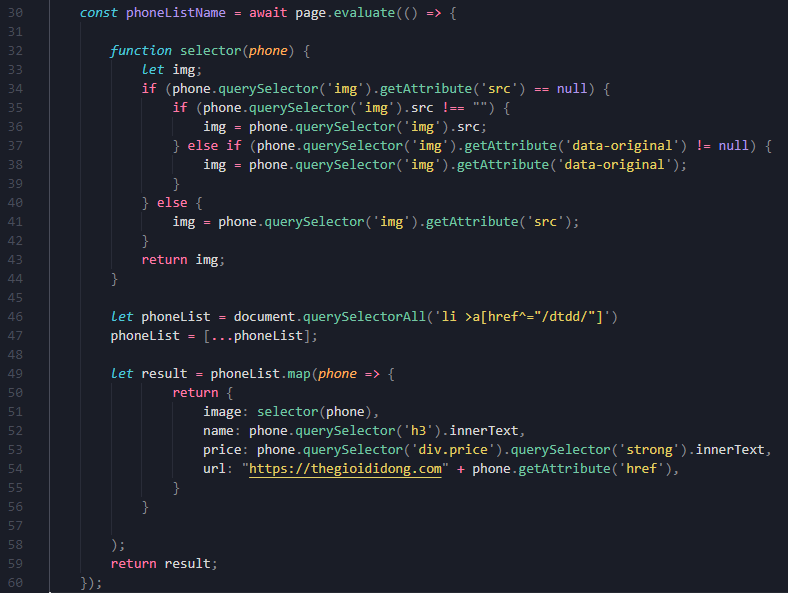 30 const phoneListName = await page.evaluate(() => {
31
32 function selector(phone) {
33 let img;
34 if (phone.querySelector('img').getAttribute('src') == null) {
35 if (phone.querySelector('img').src !== "") {
36 img = phone.querySelector('img').src;
37 } else if (phone.querySelector('img').getAttribute('data-original') != null) {
38 img = phone.querySelector('img').getAttribute('data-original');
39 }
40 } else {
41 img = phone.querySelector('img').getAttribute('src');
42 }
43 return img;
44 }
45
46 let phoneList = document.querySelectorAll('li >a[href^="/dtdd/"]')
47 phoneList = [...phoneList];
48
49 let result = phoneList.map(phone => {
50 return {
51 image: selector(phone),
52 name: phone.querySelector('h3').innerText,
53 price: phone.querySelector('div.price').querySelector('strong').innerText,
54 url: "https://thegioididong.com" + phone.getAttribute('href'),
55 }
56 }
57
58 );
59 return result;
60 });